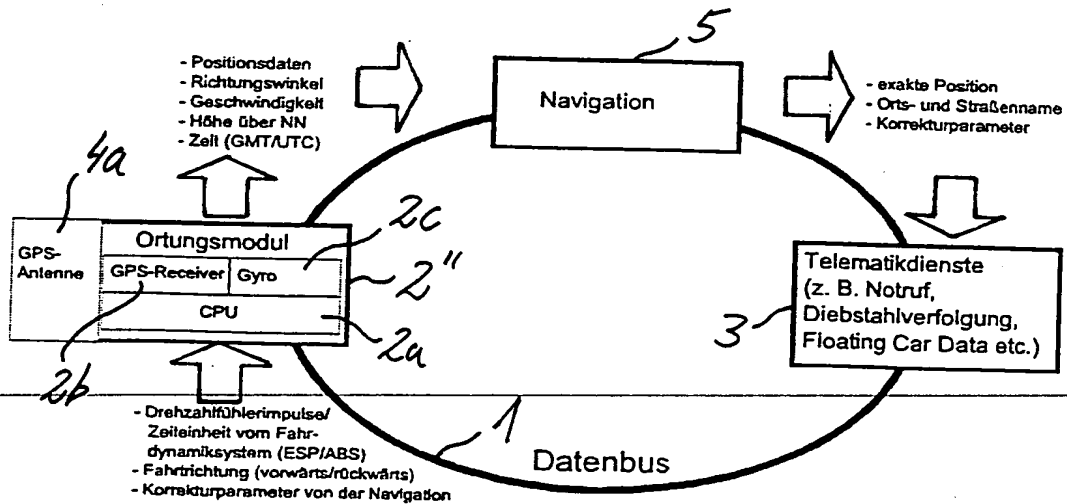 5
- Positionsdaten
- Richtungswinkel
- Geschwindigkeit
- Höhe über NN
- Zeit (GMT/UTC)
Navigation
- exakte Position
- Orts- und Straßenname
- Korrekturparameter
4a
GPS-
Antenne
Ortungsmodul
GPS-Receiver
Gyro
CPU
2c
2"
2a
2b
Telematikdienste
(z. B. Notruf,
Diebstahlverfolgung,
Floating Car Data etc.)
3
- Drehzahlfühlerimpulse/
Zeiteinheit vom Fahr-
dynamiksystem (ESP/ABS)
- Fahrtrichtung (vorwärts/rückwärts)
- Korrekturparameter von der Navigation
1
Datenbus